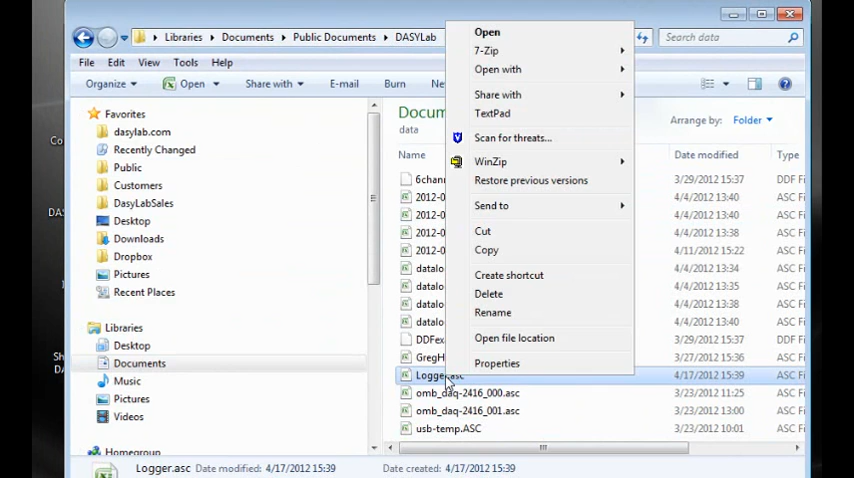 Libraries Documents Public Documents DASYLab Search data
File Edit View Tools Help
Organize Open Share with E-mail Burn
Favorites
dasylab.com
Recently Changed
Public
Customers
DasyLabSales
Desktop
Downloads
Dropbox
Pictures
Recent Places
Libraries
Desktop
Documents
Music
Pictures
Videos
Homegroup
Open
7-Zip
Open with
Share with
TextPad
Scan for threats...
WinZip
Restore previous versions
Send to
Cut
Copy
Create shortcut
Delete
Rename
Open file location
Properties
data Arrange by: Folder
Name Date modified Type
3/29/2012 15:37 DDF Fi
4/4/2012 13:40 ASC Fi
4/4/2012 13:40 ASC Fi
4/4/2012 13:40 ASC Fi
4/11/2012 15:22 ASC Fi
4/4/2012 13:34 ASC Fi
4/4/2012 13:35 ASC Fi
4/4/2012 13:38 ASC Fi
4/4/2012 13:40 ASC Fi
3/29/2012 15:37 DDF Fi
3/27/2012 15:36 ASC Fi
Logger.asc 4/17/2012 15:39 ASC Fi
omb_daq-2416_000.asc 3/23/2012 11:25 ASC Fi
omb_daq-2416_001.asc 3/23/2012 13:00 ASC Fi
usb-temp.ASC 3/23/2012 10:01 ASC Fi
Logger.asc Date modified: 4/17/2012 15:39 Date created: 4/17/2012 15:39